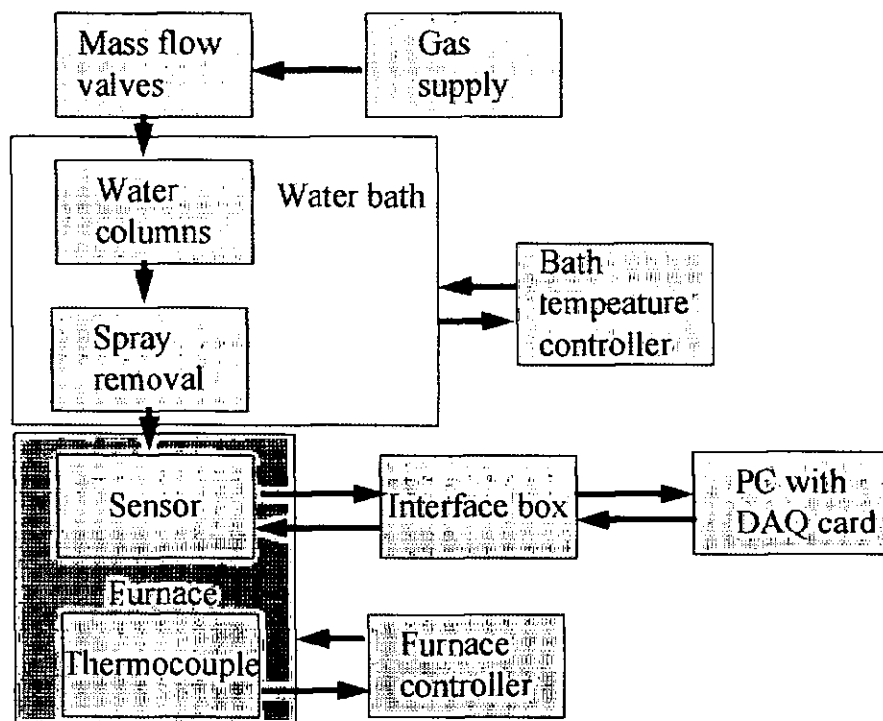 Mass flow
valves
Gas
supply
Water
columns
Water bath
Spray
removal
Bath
tempeature
controller
Sensor
Interface box
PC with
DAQ card
Furnace
Thermocouple
Furnace
controller